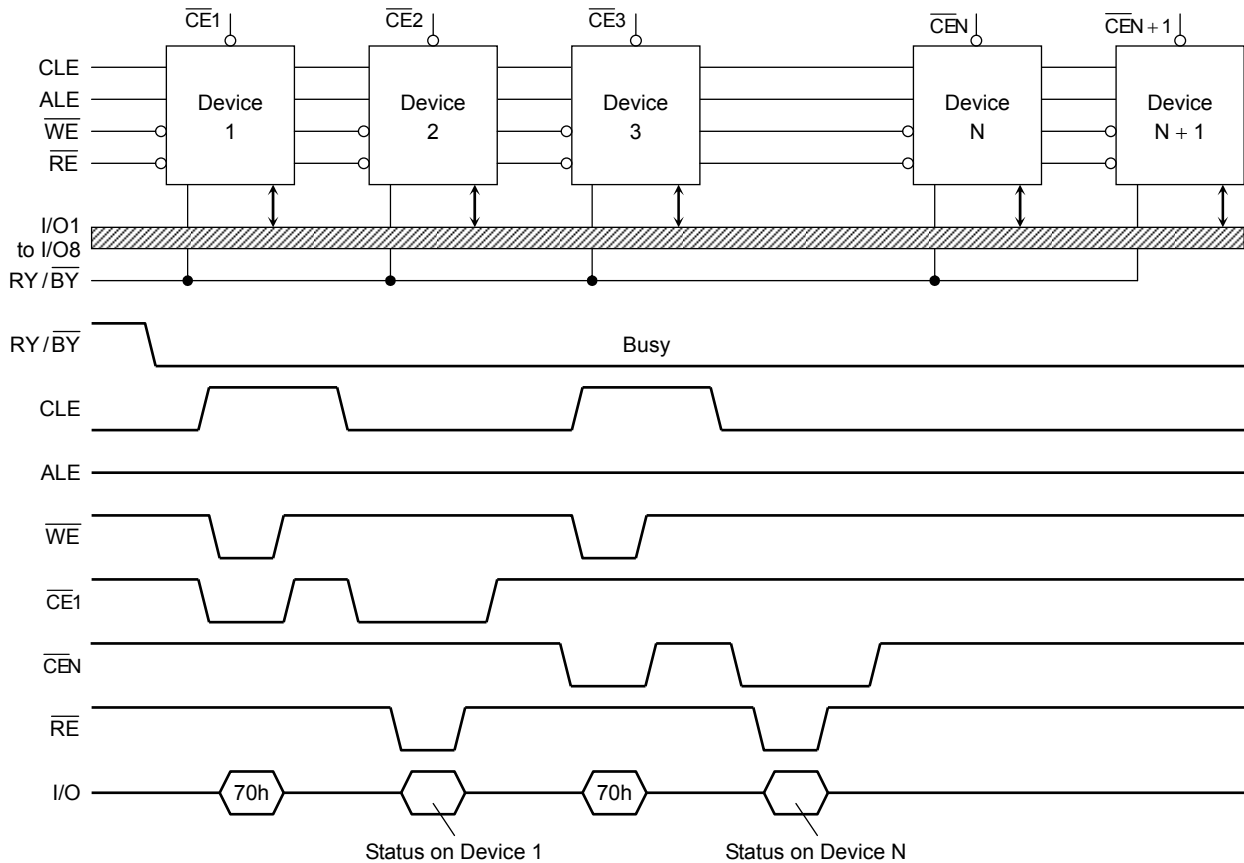 CE1 CE2 CE3 CEN CEN + 1
CLE
ALE
WE
RE
Device 1
Device 2
Device 3
Device N
Device N + 1
I/O1 to I/O8
RY / BY
RY / BY
Busy
CLE
ALE
WE
CE1
CEN
RE
I/O
70h
70h
Status on Device 1
Status on Device N